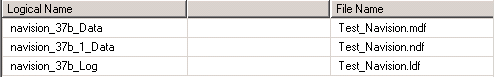 Logical Name File Name
navision_37b_Data Test_Navision.mdf
navision_37b_1_Data Test_Navision.ndf
navision_37b_Log Test_Navision.ldf